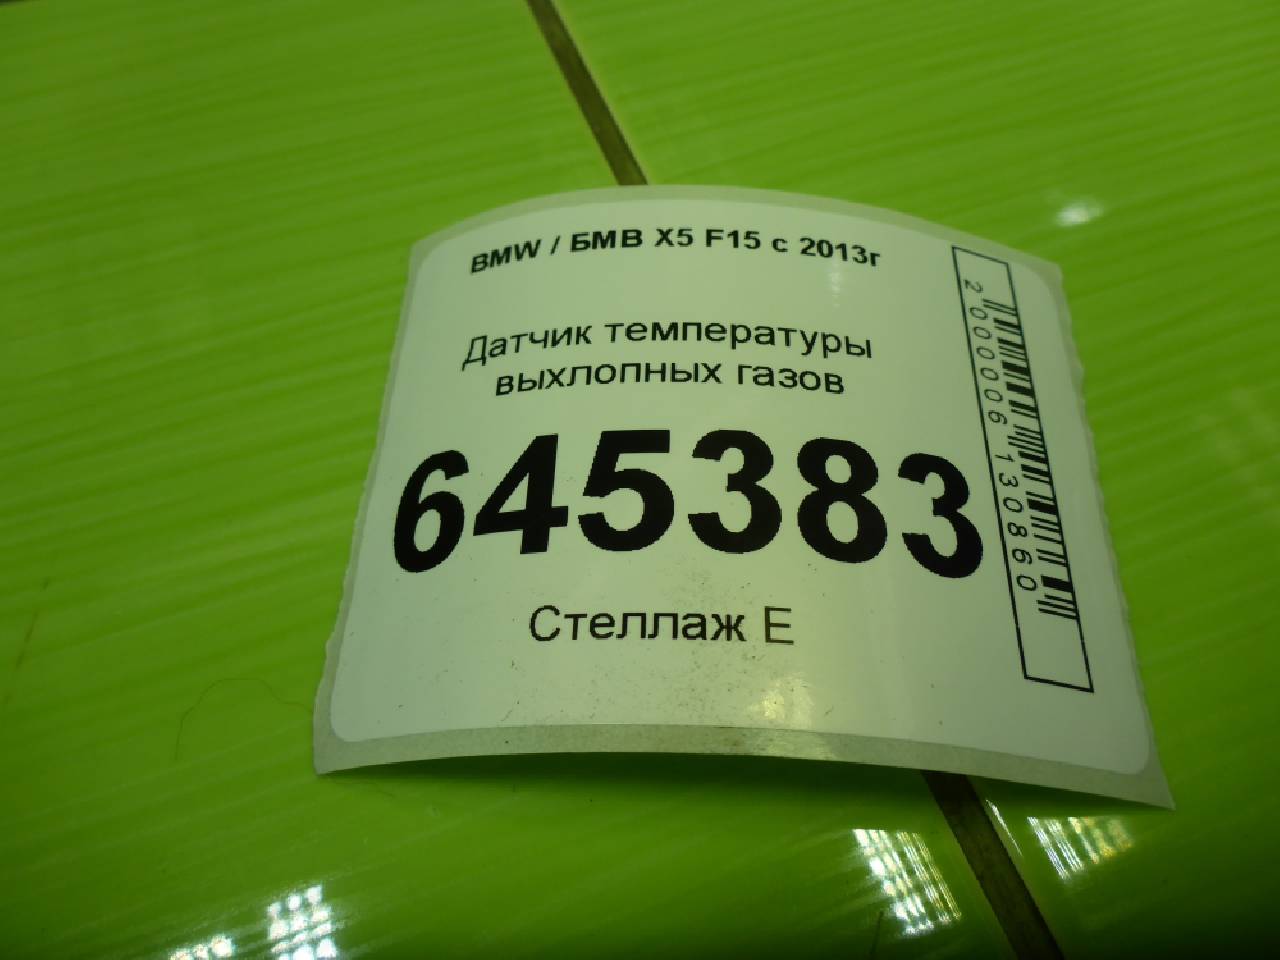 BMW / БМВ X5 F15 с 2013г
Датчик температуры
выхлопных газов
645383
Стеллаж Е
2000006130860